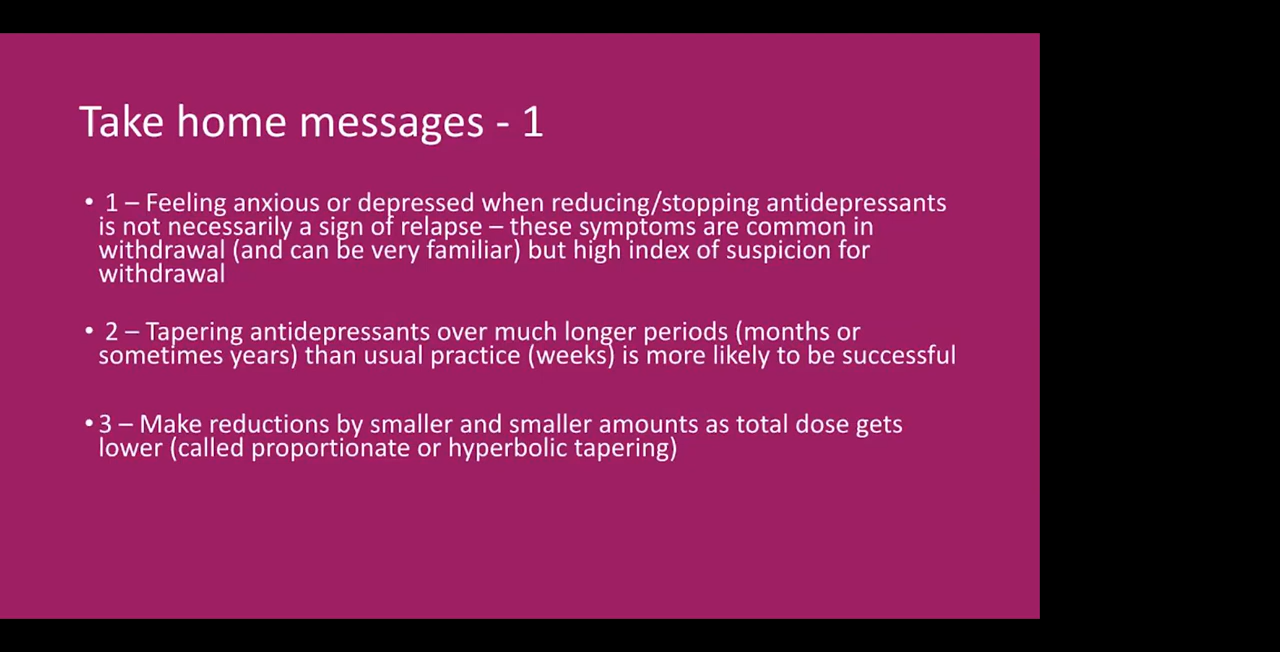 Take home messages - 1
• 1 – Feeling anxious or depressed when reducing/stopping antidepressants
is not necessarily a sign of relapse – these symptoms are common in
withdrawal (and can be very familiar) but high index of suspicion for
withdrawal
• 2 – Tapering antidepressants over much longer periods (months or
sometimes years) than usual practice (weeks) is more likely to be successful
• 3 – Make reductions by smaller and smaller amounts as total dose gets
lower (called proportionate or hyperbolic tapering)